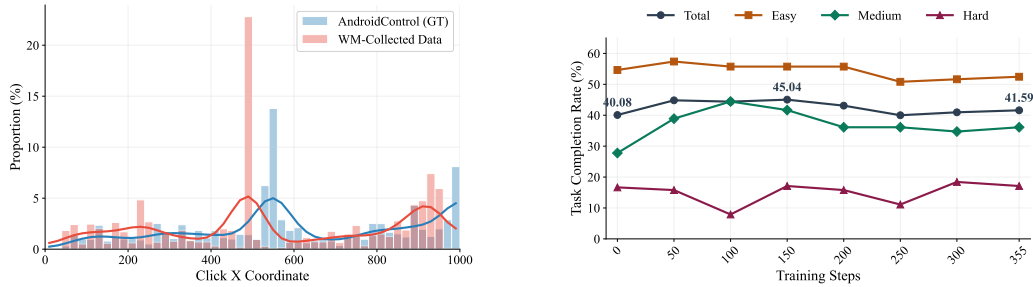 AndroidControl (GT)
WM-Collected Data
Proportion (%)
20
15
10
5
0
0 200 400 600 800 1000
Click X Coordinate
Total Easy Medium Hard
Task Completion Rate (%)
60
50
40
30
20
10
0
40.08
45.04
41.59
0 50 100 150 200 250 300 355
Training Steps